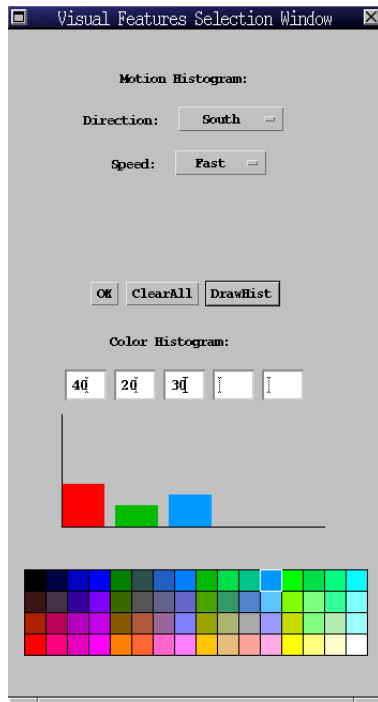 Visual Features Selection Window
Motion Histogram:
Direction: South
Speed: Fast
OK ClearAll DrawHist
Color Histogram:
40 20 30